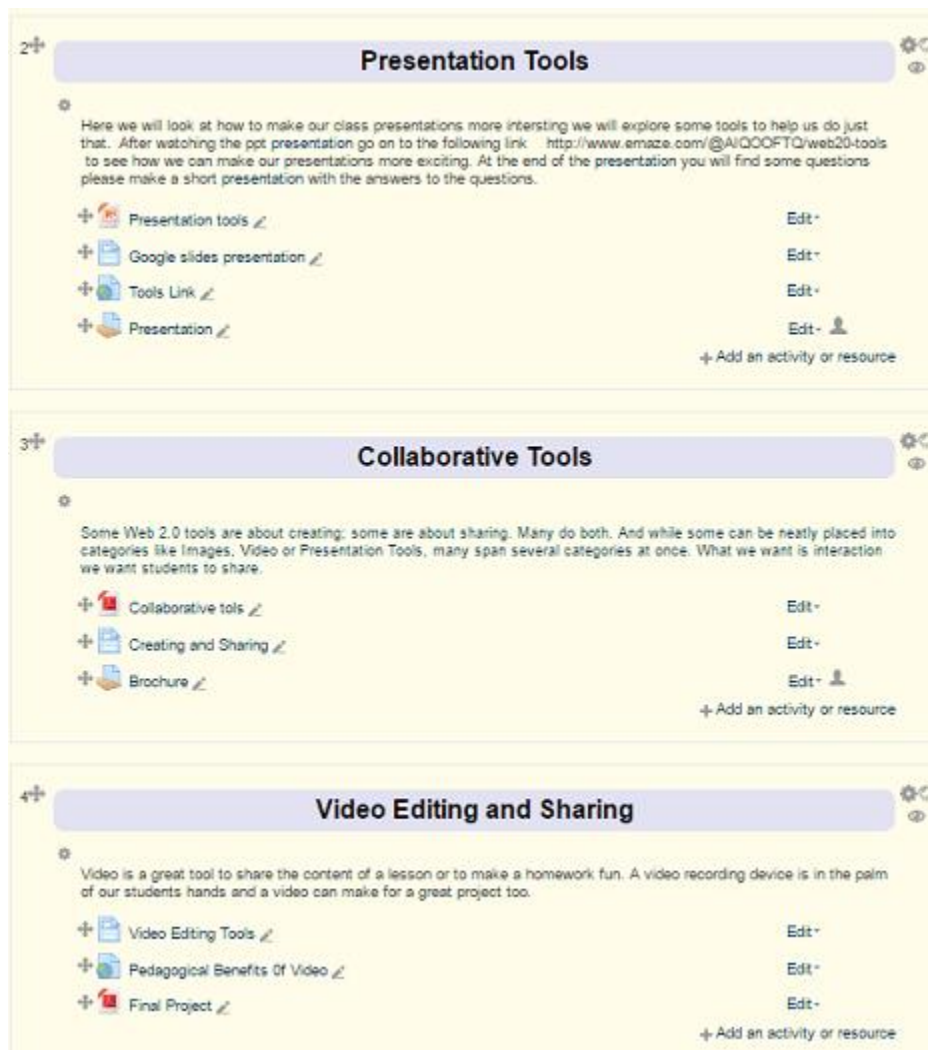 2
Presentation Tools
Here we will look at how to make our class presentations more intersting we will explore some tools to help us do just
that. After watching the ppt presentation go on to the following link http://www.emaze.com/@AIQOOFTQ/web20-tools
to see how we can make our presentations more exciting. At the end of the presentation you will find some questions
please make a short presentation with the answers to the questions.
Presentation tools Edit
Google slides presentation Edit
Tools Link Edit
Presentation Edit
Add an activity or resource
3
Collaborative Tools
Some Web 2.0 tools are about creating; some are about sharing. Many do both. And while some can be neatly placed into
categories like Images, Video or Presentation Tools, many span several categories at once. What we want is interaction
we want students to share.
Collaborative tols Edit
Creating and Sharing Edit
Brochure Edit
Add an activity or resource
4
Video Editing and Sharing
Video is a great tool to share the content of a lesson or to make a homework fun. A video recording device is in the palm
of our students hands and a video can make for a great project too.
Video Editing Tools Edit
Pedagogical Benefits 0f Video Edit
Final Project Edit
Add an activity or resource